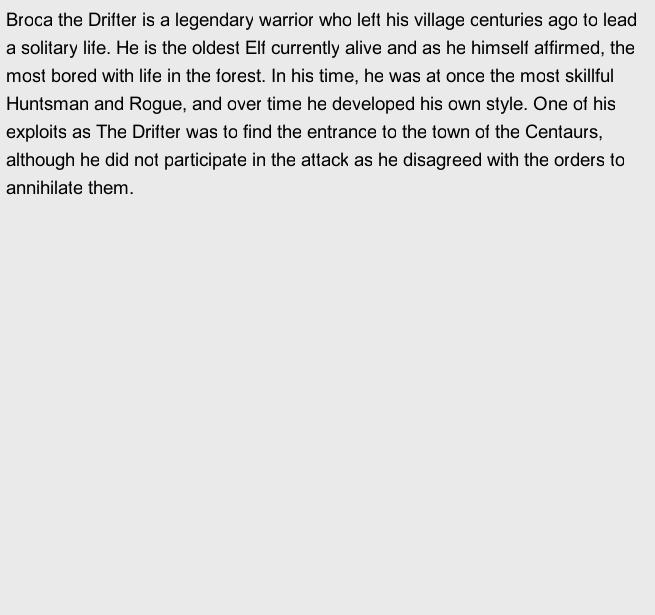 Broca the Drifter is a legendary warrior who left his village centuries ago to lead
a solitary life. He is the oldest Elf currently alive and as he himself affirmed, the
most bored with life in the forest. In his time, he was at once the most skillful
Huntsman and Rogue, and over time he developed his own style. One of his
exploits as The Drifter was to find the entrance to the town of the Centaurs,
although he did not participate in the attack as he disagreed with the orders to
annihilate them.